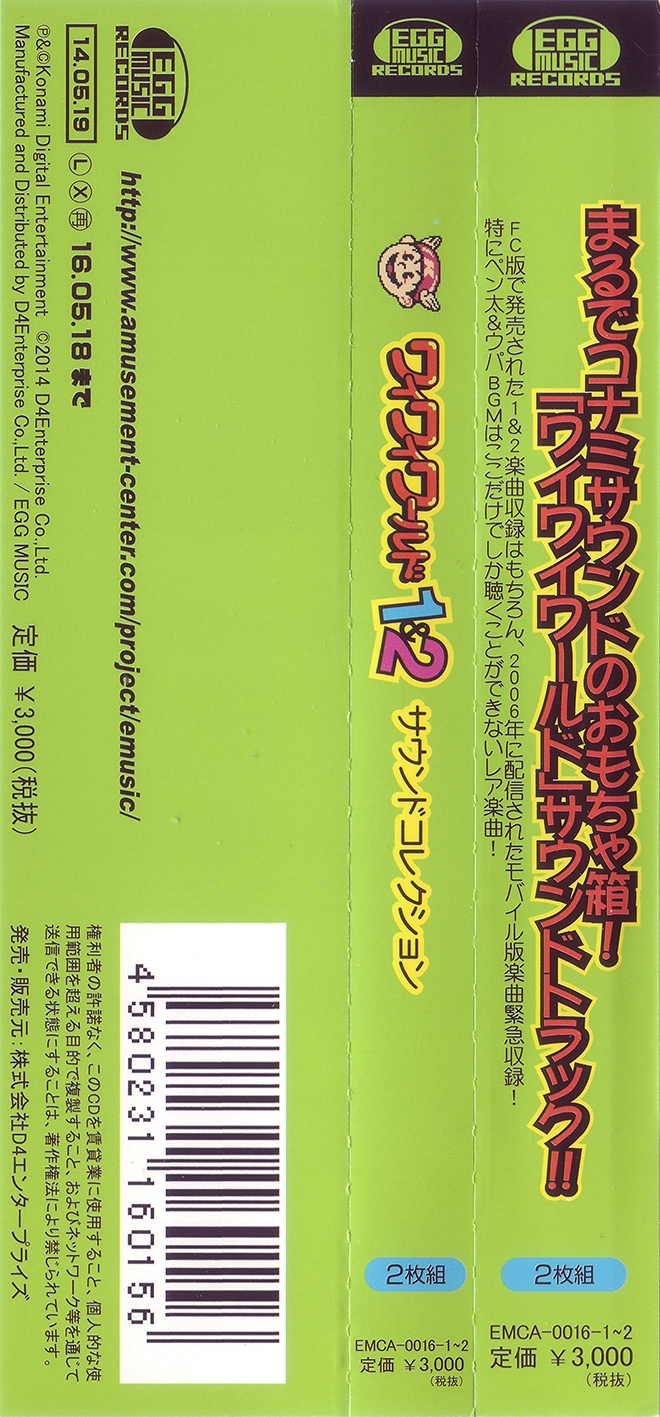 EGG
MUSIC
RECORDS
まるでコナミサウンドのおもちゃ箱!
『ワイワイワールド』サウンドトラック!!
FC版で発売された1&2楽曲収録はもちろん、2006年に配信されたモバイル版楽曲緊急収録!
特にペン太&ウパBGMはここだけでしか聴くことができないレア楽曲!
2枚組
EMCA-0016-1~2
定価 ¥3,000
(税抜)
EGG
MUSIC
RECORDS
ワイワイワールド1&2 サウンドコレクション
2枚組
EMCA-0016-1~2
定価 ¥3,000
(税抜)
EGG
MUSIC
RECORDS
http://www.amusement-center.com/project/emusic/
14.05.19 Ⓛ Ⓧ ㊢ 16.05.18 まで
℗&©Konami Digital Entertainment ©2014 D4Enterprise Co.,Ltd.
Manufactured and Distributed by D4Enterprise Co.,Ltd. / EGG MUSIC 定価 ¥3,000(税抜)
4 580231 160156
権利者の許諾なく、このCDを賃貸業に使用すること、個人的な使
用範囲を超える目的で複製すること、およびネットワーク等を通じて
送信できる状態にすることは、著作権法により禁じられています。
発売・販売元:株式会社D4エンタープライズ